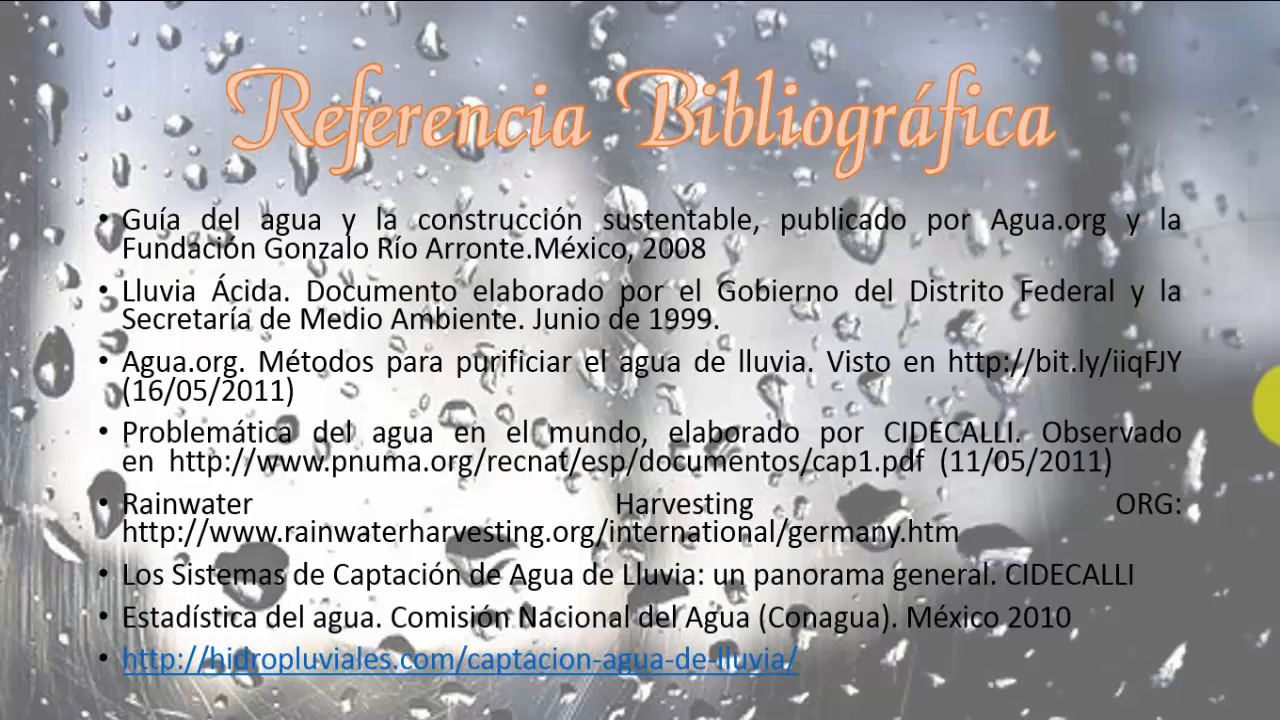 Referencia Bibliográfica
• Guía del agua y la construcción sustentable, publicado por Agua.org y la
Fundación Gonzalo Río Arronte.México, 2008
• Lluvia Ácida. Documento elaborado por el Gobierno del Distrito Federal y la
Secretaría de Medio Ambiente. Junio de 1999.
• Agua.org. Métodos para purificiar el agua de lluvia. Visto en http://bit.ly/iiqFJY
(16/05/2011)
• Problemática del agua en el mundo, elaborado por CIDECALLI. Observado
en http://www.pnuma.org/recnat/esp/documentos/cap1.pdf (11/05/2011)
• Rainwater Harvesting ORG:
http://www.rainwaterharvesting.org/international/germany.htm
• Los Sistemas de Captación de Agua de Lluvia: un panorama general. CIDECALLI
• Estadística del agua. Comisión Nacional del Agua (Conagua). México 2010
• http://hidropluviales.com/captacion-agua-de-lluvia/